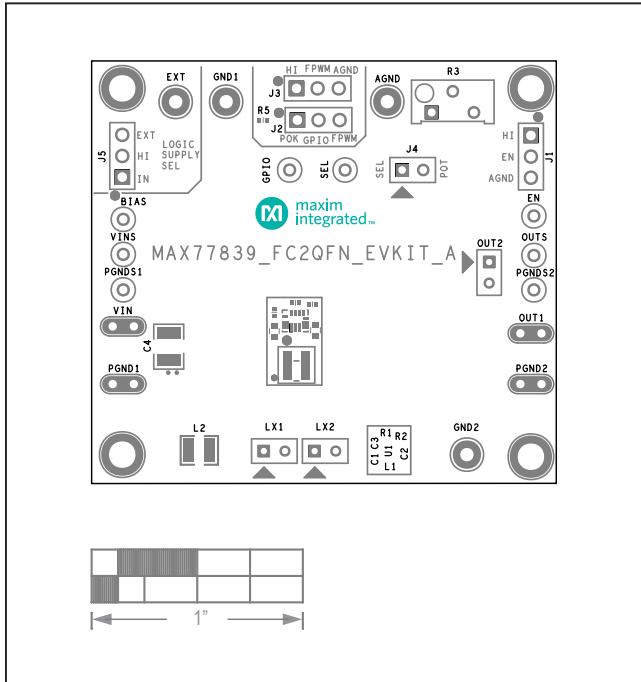 EXT
GND1
HI FPWM AGND
J3
AGND
R3
R5
J2
POK GPIO FPWM
J5
EXT
HI
IN
LOGIC
SUPPLY
SEL
GPIO
SEL
J4
SEL
POT
HI
EN
AGND
J1
BIAS
EN
maxim
integrated™
VINS
OUT2
OUTS
MAX77839_FC2QFN_EVKIT_A
PGNDS1
PGNDS2
VIN
OUT1
C4
PGND1
PGND2
L2
LX1
LX2
GND2
R1
R2
C3
U1
C1
C2
L1
1"